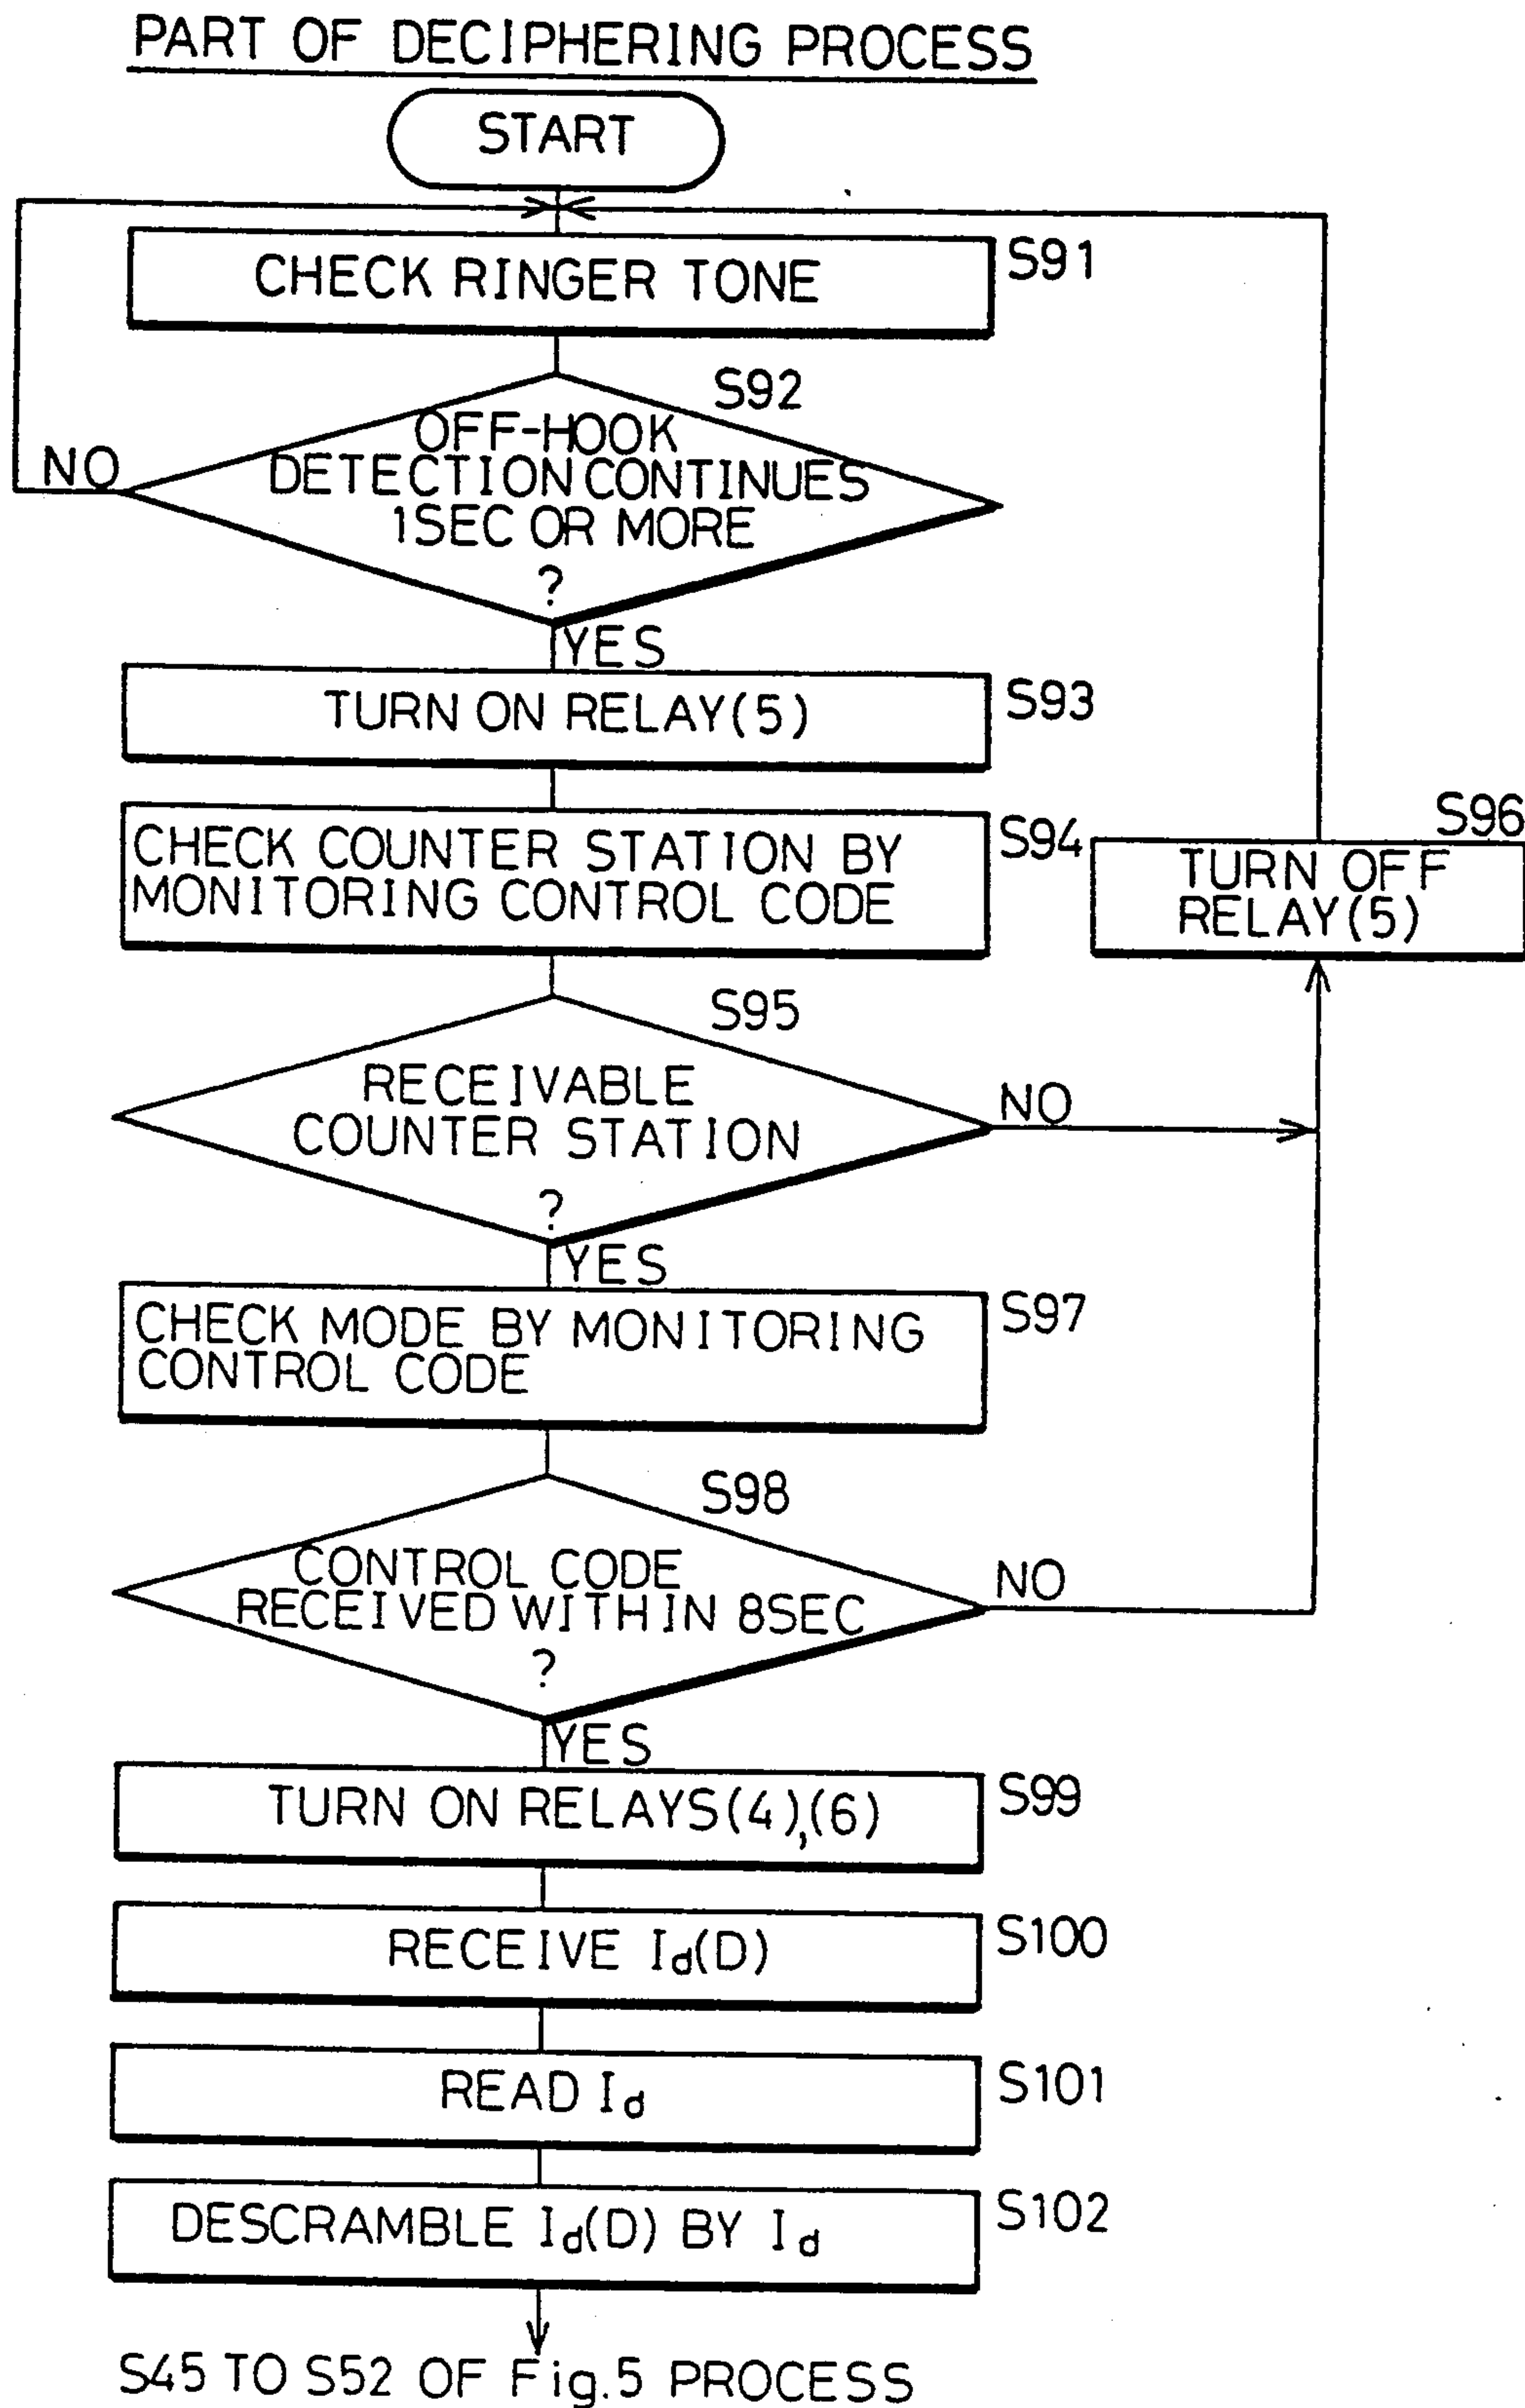 PART OF DECIPHERING PROCESS
START
CHECK RINGER TONE
S91
S92
OFF-HOOK
DETECTION CONTINUES
1SEC OR MORE
?
NO
YES
TURN ON RELAY(5)
S93
CHECK COUNTER STATION BY
MONITORING CONTROL CODE
S94
S96
TURN OFF
RELAY(5)
S95
RECEIVABLE
COUNTER STATION
?
NO
YES
CHECK MODE BY MONITORING
CONTROL CODE
S97
S98
CONTROL CODE
RECEIVED WITHIN 8SEC
?
NO
YES
TURN ON RELAYS(4),(6)
S99
RECEIVE Id(D)
S100
READ Id
S101
DESCRAMBLE Id(D) BY Id
S102
S45 TO S52 OF Fig.5 PROCESS